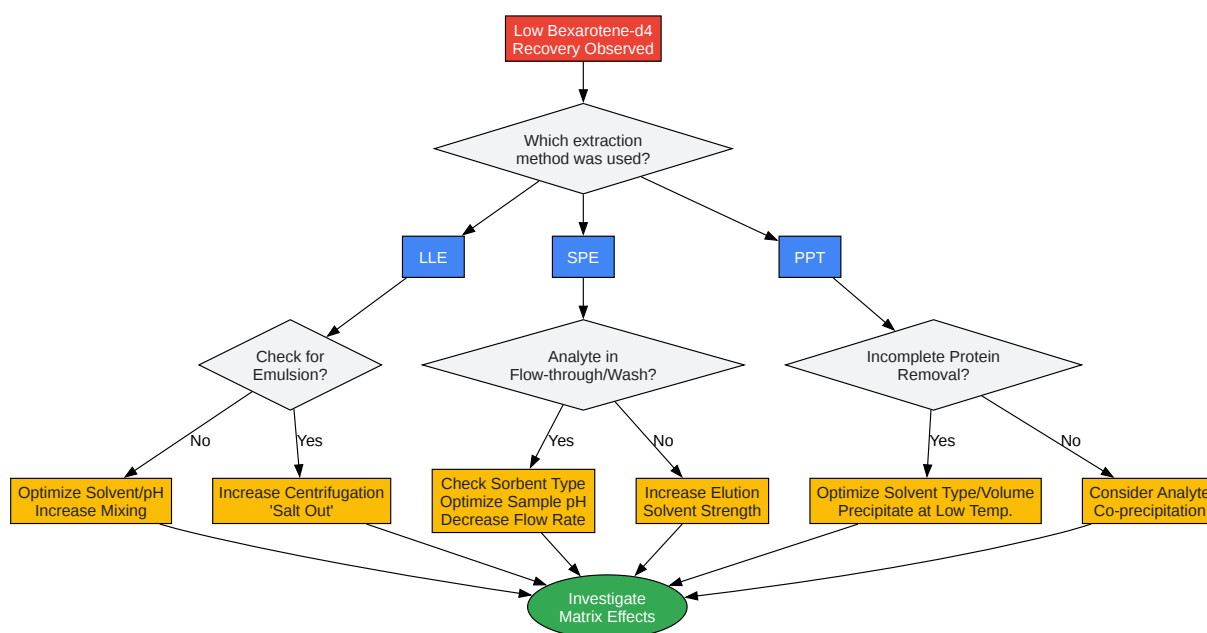 Low Bexarotene-d4
Recovery Observed
Which extraction
method was used?
LLE
SPE
PPT
Check for
Emulsion?
Analyte in
Flow-through/Wash?
Incomplete Protein
Removal?
No
Yes
Yes
No
Yes
No
Optimize Solvent/pH
Increase Mixing
Increase Centrifugation
'Salt Out'
Check Sorbent Type
Optimize Sample pH
Decrease Flow Rate
Increase Elution
Solvent Strength
Optimize Solvent Type/Volume
Precipitate at Low Temp.
Consider Analyte
Co-precipitation
Investigate
Matrix Effects